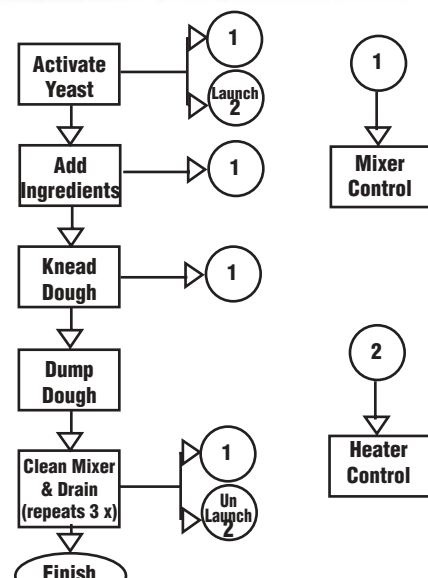 Activate
Yeast
1
Launch
2
Add
Ingredients
1
Knead
Dough
1
Dump
Dough
Clean Mixer
& Drain
(repeats 3 x)
1
Un
Launch
2
Finish
1
Mixer
Control
2
Heater
Control